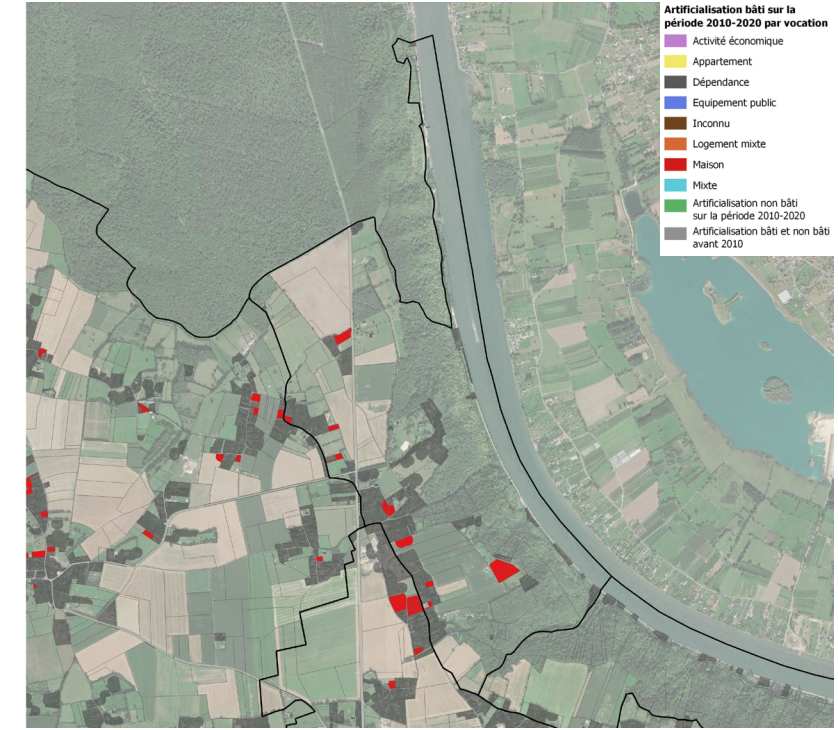 Artificialisation bâti sur la
période 2010-2020 par vocation
Activité économique
Appartement
Dépendance
Equipement public
Inconnu
Logement mixte
Maison
Mixte
Artificialisation non bâti
sur la période 2010-2020
Artificialisation bâti et non bâti
avant 2010